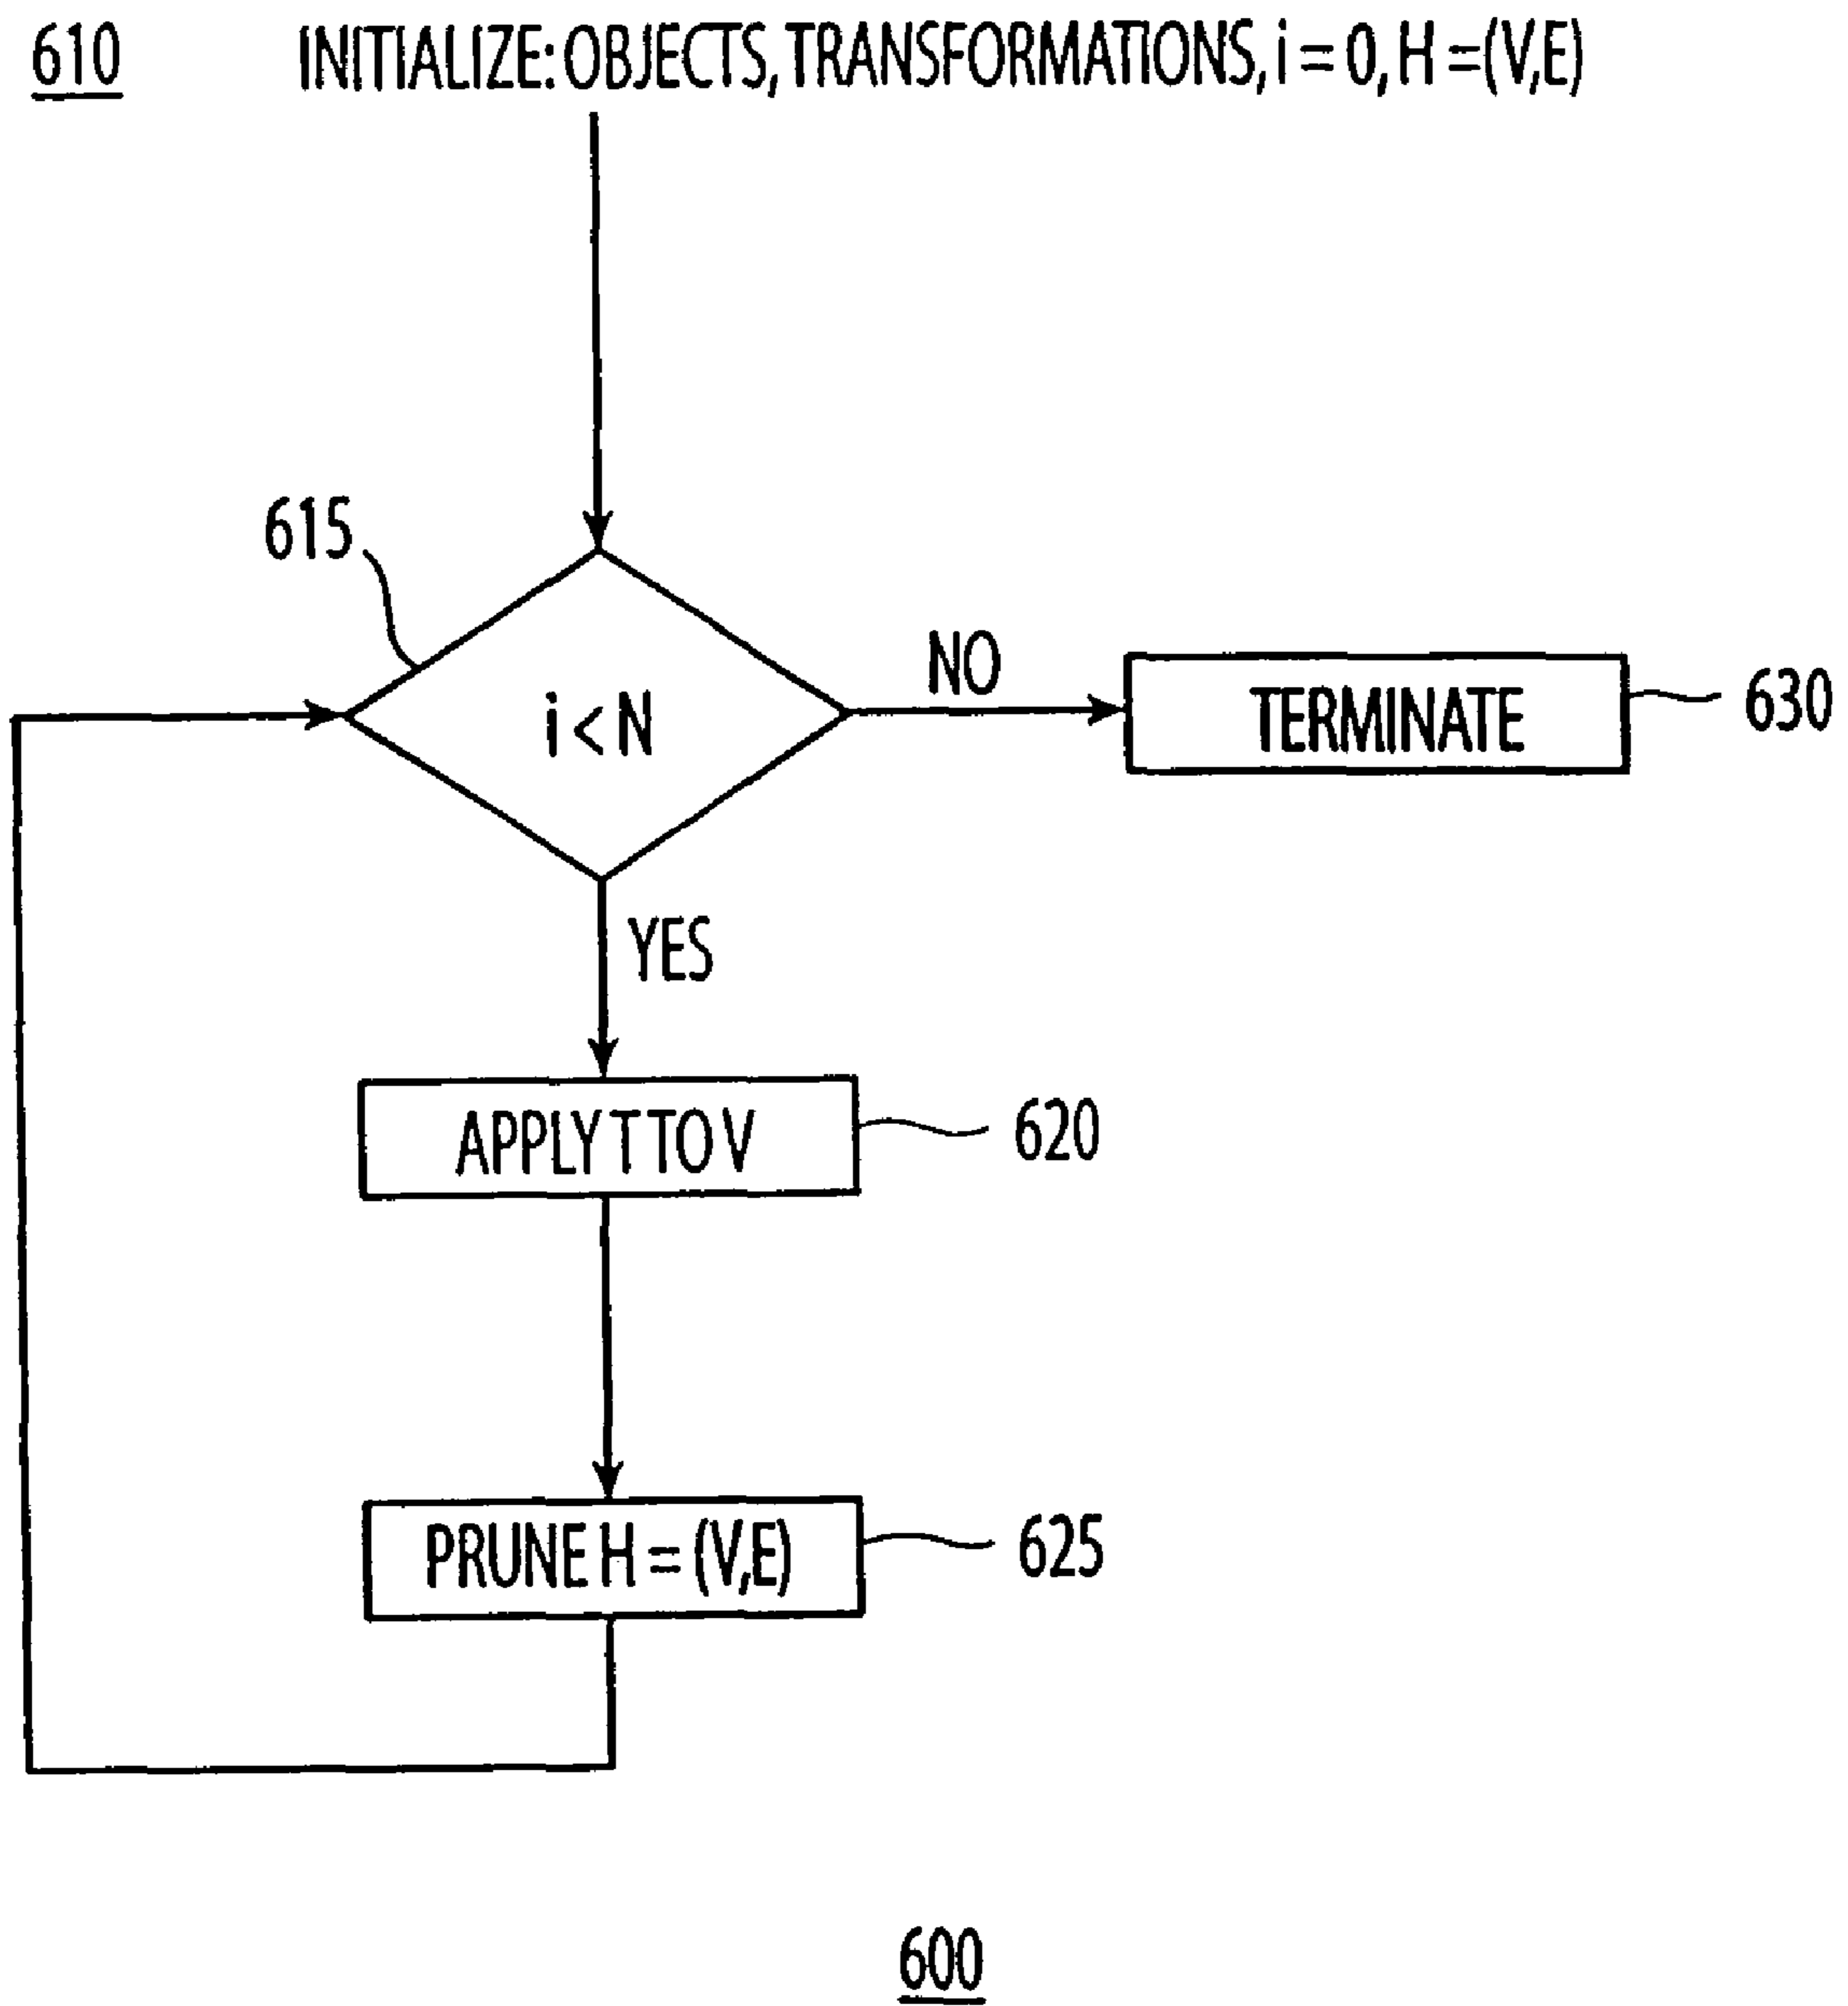 610
INITIALIZE: OBJECTS, TRANSFORMATIONS, i = 0, H = (V,E)
615
i < N
NO
TERMINATE
630
YES
APPLY T TO V
620
PRUNE H = (V,E)
625
600